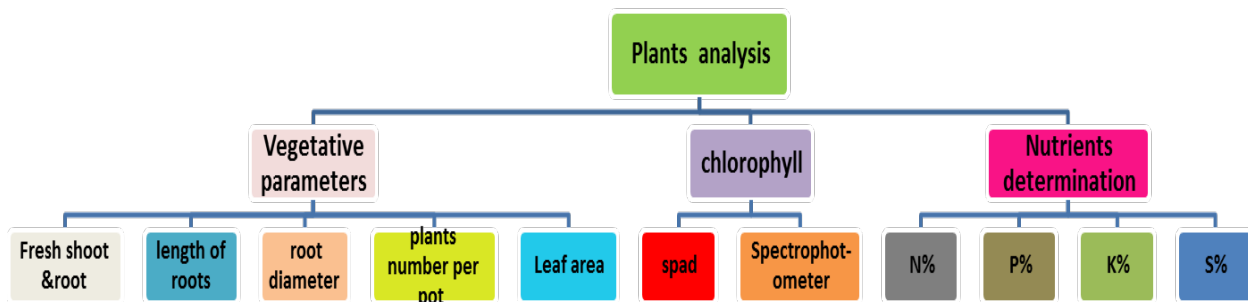 Plants analysis
Vegetative
parameters
chlorophyll
Nutrients
determination
Fresh shoot
&root
length of
roots
root
diameter
plants
number per
pot
Leaf area
spad
Spectrophot-
ometer
N%
P%
K%
S%